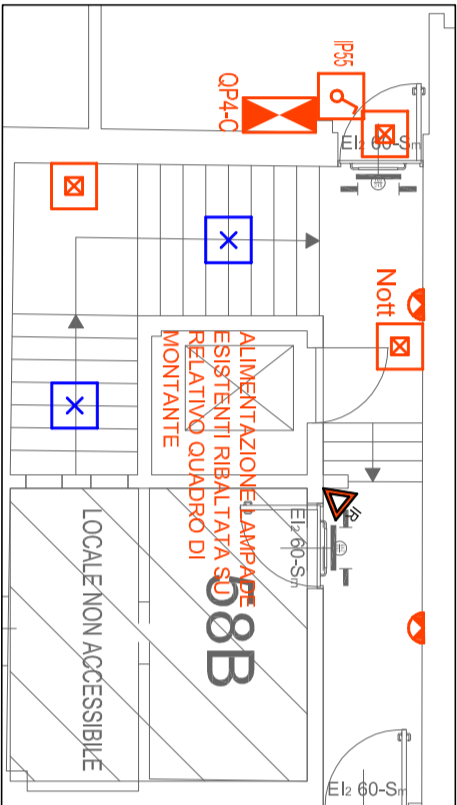 IP55
QP4-C
EI₂ 60-Sm
Nott
ALIMENTAZIONE LAMPADE
ESISTENTI RIBALTATA SU
RELATIVO QUADRO DI
MONTANTE
IR
EI₂ 60-Sm
58B
LOCALE NON ACCESSIBILE
EI₂ 60-Sm